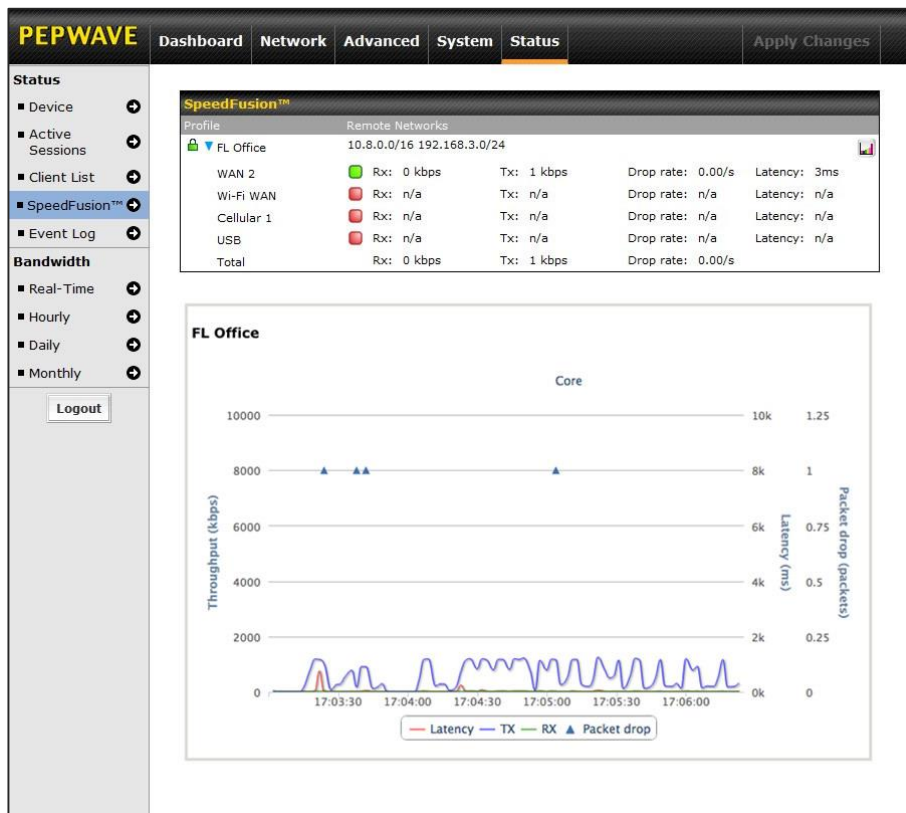 PEPWAVE
Dashboard Network Advanced System Status Apply Changes
Status
Device
Active Sessions
Client List
SpeedFusion™
Event Log
Bandwidth
Real-Time
Hourly
Daily
Monthly
Logout
SpeedFusion™
Profile Remote Networks
FL Office 10.8.0.0/16 192.168.3.0/24
WAN 2 Rx: 0 kbps Tx: 1 kbps Drop rate: 0.00/s Latency: 3ms
Wi-Fi WAN Rx: n/a Tx: n/a Drop rate: n/a Latency: n/a
Cellular 1 Rx: n/a Tx: n/a Drop rate: n/a Latency: n/a
USB Rx: n/a Tx: n/a Drop rate: n/a Latency: n/a
Total Rx: 0 kbps Tx: 1 kbps Drop rate: 0.00/s
FL Office
Core
10000 10k 1.25
8000 8k 1
6000 6k 0.75
4000 4k 0.5
2000 2k 0.25
0 0k 0
Throughput (kbps)
Latency (ms)
Packet drop (packets)
17:03:30 17:04:00 17:04:30 17:05:00 17:05:30 17:06:00
Latency TX RX Packet drop